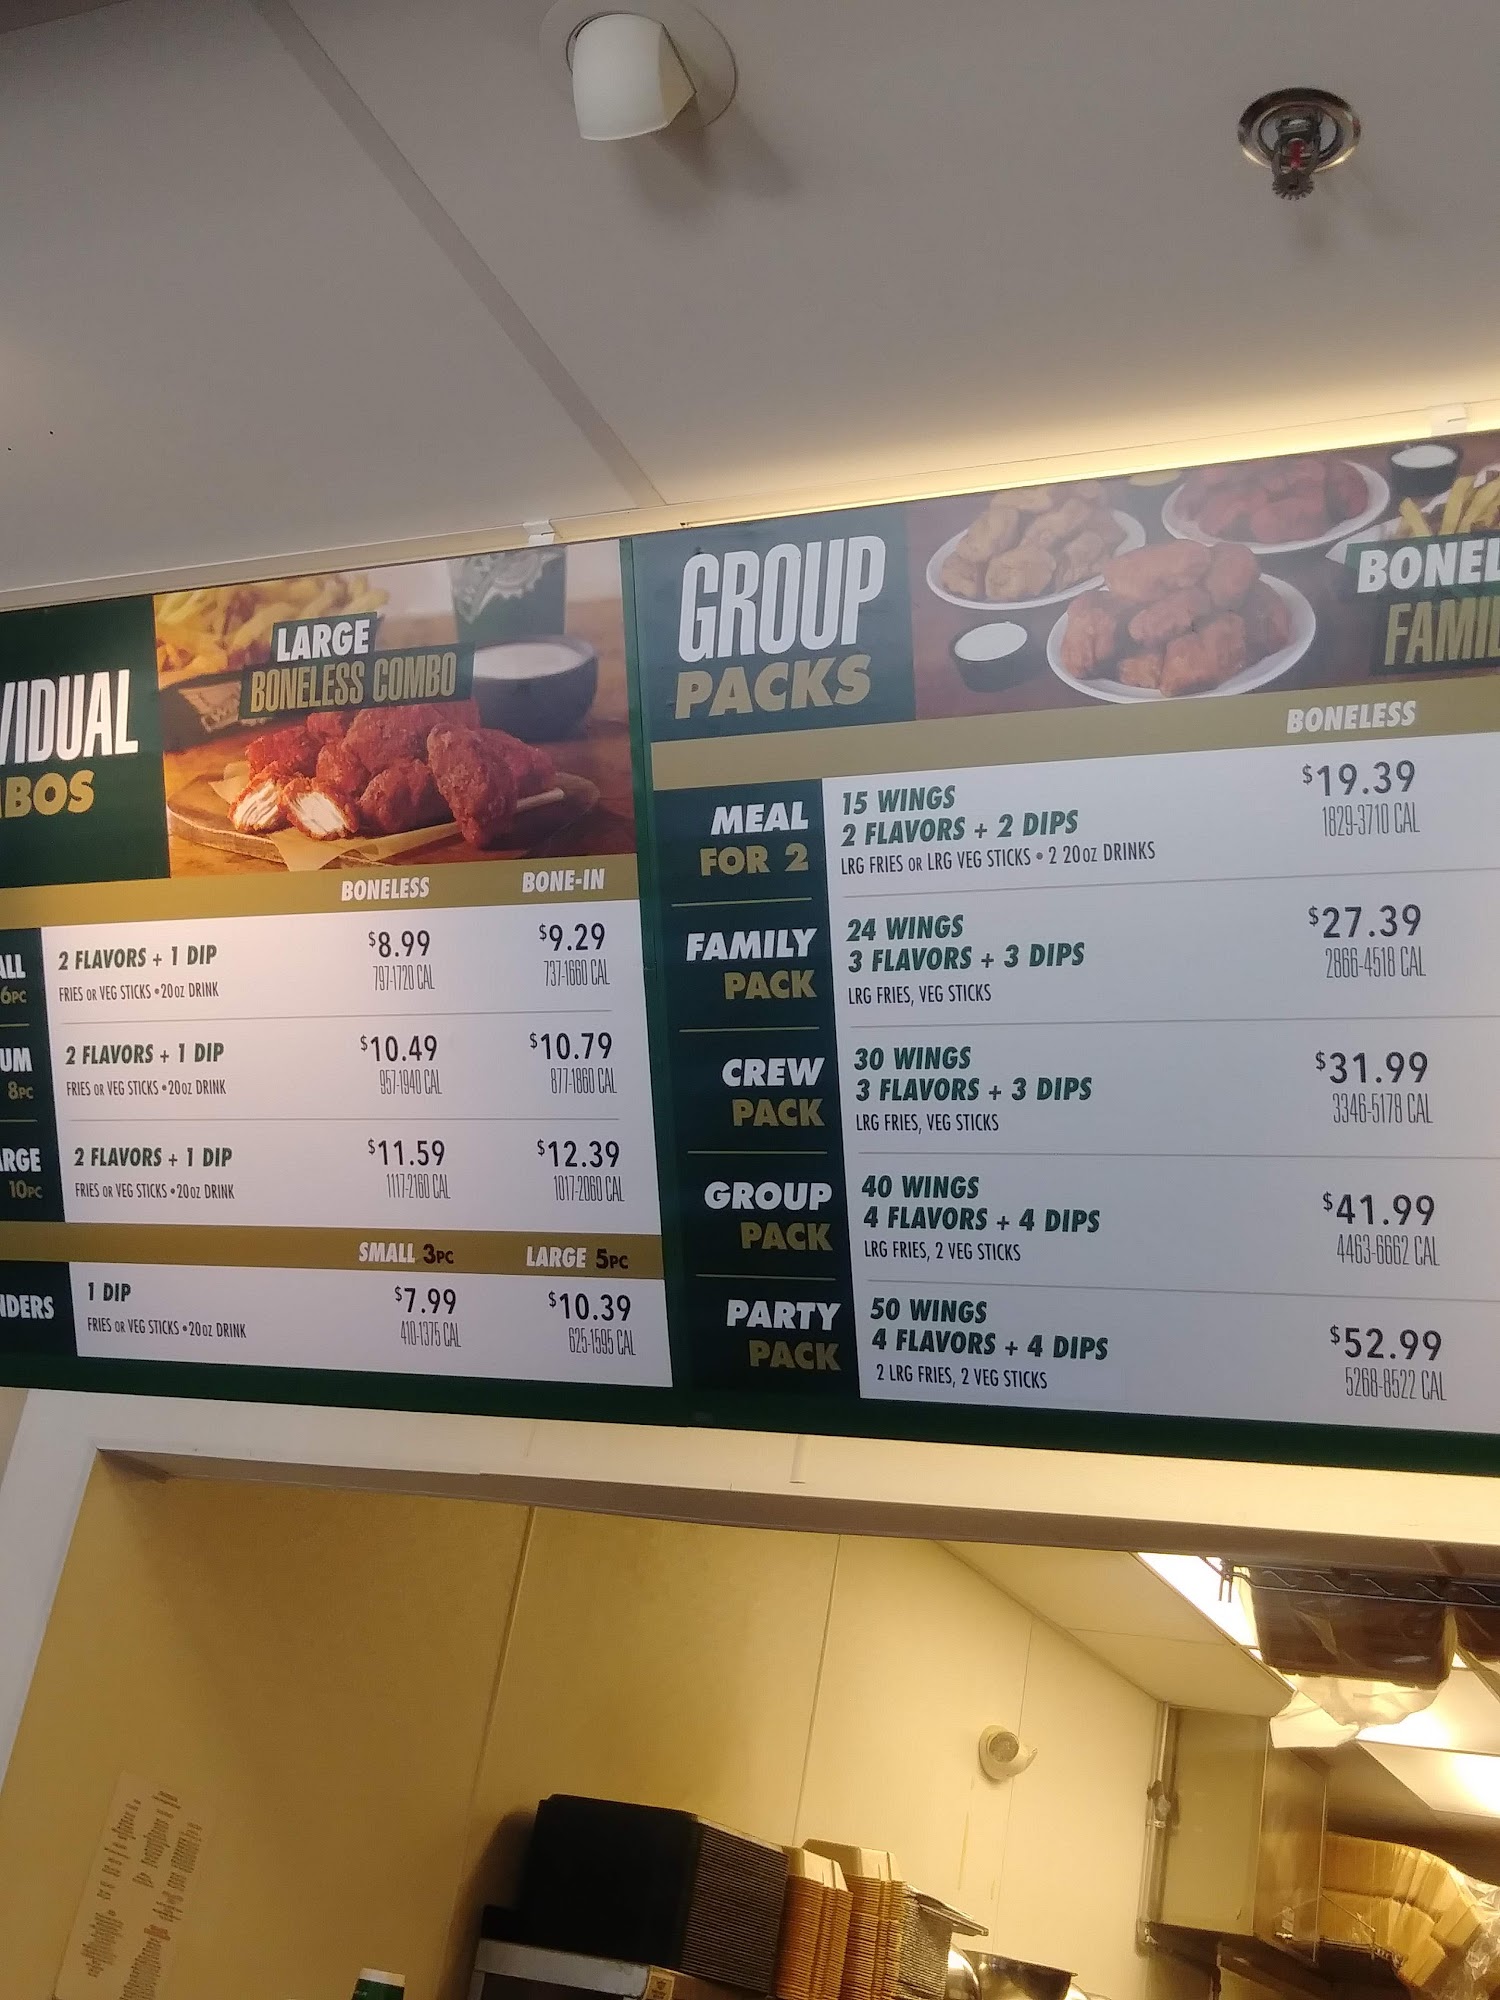 VIDUAL
BOS
LARGE
BONELESS COMBO
BONELESS BONE-IN
ALL
6PC
2 FLAVORS + 1 DIP
FRIES OR VEG STICKS • 20OZ DRINK
$8.99
797-1720 CAL
$9.29
737-1660 CAL
UM
8PC
2 FLAVORS + 1 DIP
FRIES OR VEG STICKS • 20OZ DRINK
$10.49
957-1940 CAL
$10.79
877-1860 CAL
RGE
10PC
2 FLAVORS + 1 DIP
FRIES OR VEG STICKS • 20OZ DRINK
$11.59
1117-2160 CAL
$12.39
1017-2060 CAL
SMALL 3PC LARGE 5PC
NDERS
1 DIP
FRIES OR VEG STICKS • 20OZ DRINK
$7.99
410-1375 CAL
$10.39
625-1595 CAL
GROUP
PACKS
BONEL
FAMI
BONELESS
MEAL
FOR 2
15 WINGS
2 FLAVORS + 2 DIPS
LRG FRIES OR LRG VEG STICKS • 2 20OZ DRINKS
$19.39
1829-3710 CAL
FAMILY
PACK
24 WINGS
3 FLAVORS + 3 DIPS
LRG FRIES, VEG STICKS
$27.39
2866-4518 CAL
CREW
PACK
30 WINGS
3 FLAVORS + 3 DIPS
LRG FRIES, VEG STICKS
$31.99
3346-5178 CAL
GROUP
PACK
40 WINGS
4 FLAVORS + 4 DIPS
LRG FRIES, 2 VEG STICKS
$41.99
4463-6662 CAL
PARTY
PACK
50 WINGS
4 FLAVORS + 4 DIPS
2 LRG FRIES, 2 VEG STICKS
$52.99
5268-8522 CAL